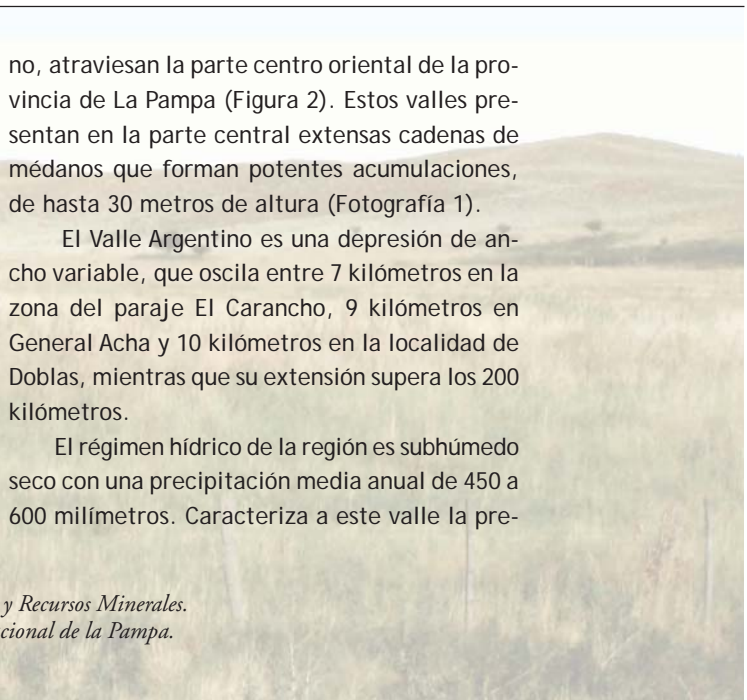 no, atraviesan la parte centro oriental de la pro-
vincia de La Pampa (Figura 2). Estos valles pre-
sentan en la parte central extensas cadenas de
médanos que forman potentes acumulaciones,
de hasta 30 metros de altura (Fotografía 1).
El Valle Argentino es una depresión de an-
cho variable, que oscila entre 7 kilómetros en la
zona del paraje El Carancho, 9 kilómetros en
General Acha y 10 kilómetros en la localidad de
Doblas, mientras que su extensión supera los 200
kilómetros.
El régimen hídrico de la región es subhúmedo
seco con una precipitación media anual de 450 a
600 milímetros. Caracteriza a este valle la pre-
y Recursos Minerales.
cional de la Pampa.